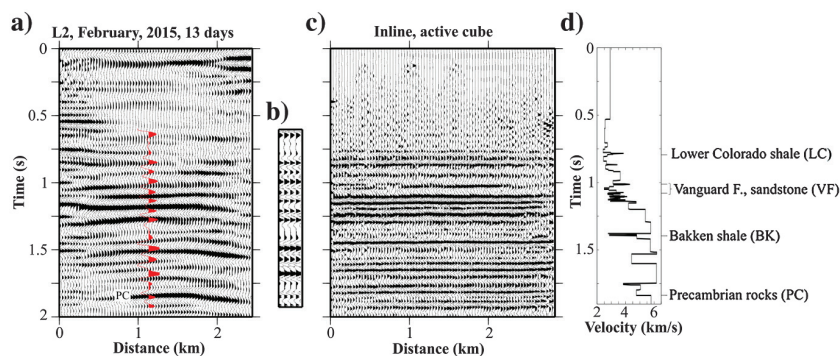 a)
L2, February, 2015, 13 days
0
0.5
1
1.5
2
Time (s)
PC
0
1
2
Distance (km)
b)
c)
Inline, active cube
0
1
2
Distance (km)
d)
0
0.5
1.0
1.5
Time (s)
2
4
6
Velocity (km/s)
Lower Colorado shale (LC)
Vanguard F., sandstone (VF)
Bakken shale (BK)
Precambrian rocks (PC)